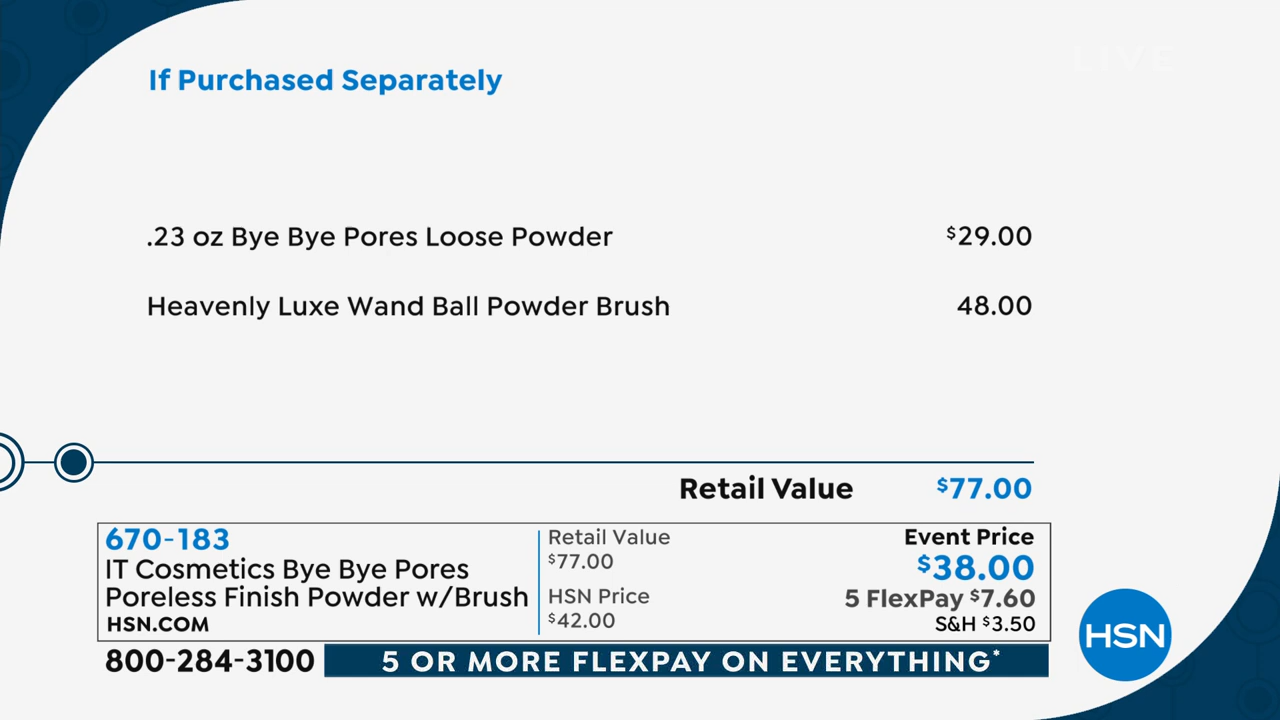 LIVE
If Purchased Separately
.23 oz Bye Bye Pores Loose Powder $29.00
Heavenly Luxe Wand Ball Powder Brush 48.00
Retail Value $77.00
670-183
IT Cosmetics Bye Bye Pores
Poreless Finish Powder w/Brush
HSN.COM
Retail Value
$77.00
HSN Price
$42.00
Event Price
$38.00
5 FlexPay $7.60
S&H $3.50
HSN
800-284-3100
5 OR MORE FLEXPAY ON EVERYTHING*